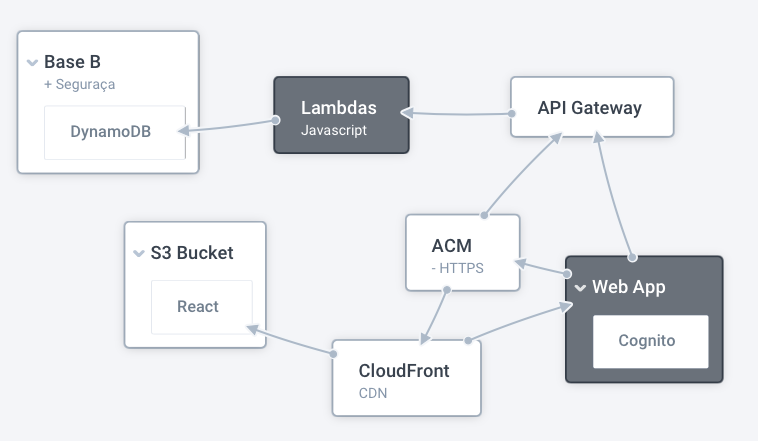 Base B
+ Seguraça
DynamoDB
Lambdas
Javascript
API Gateway
S3 Bucket
React
ACM
- HTTPS
Web App
Cognito
CloudFront
CDN